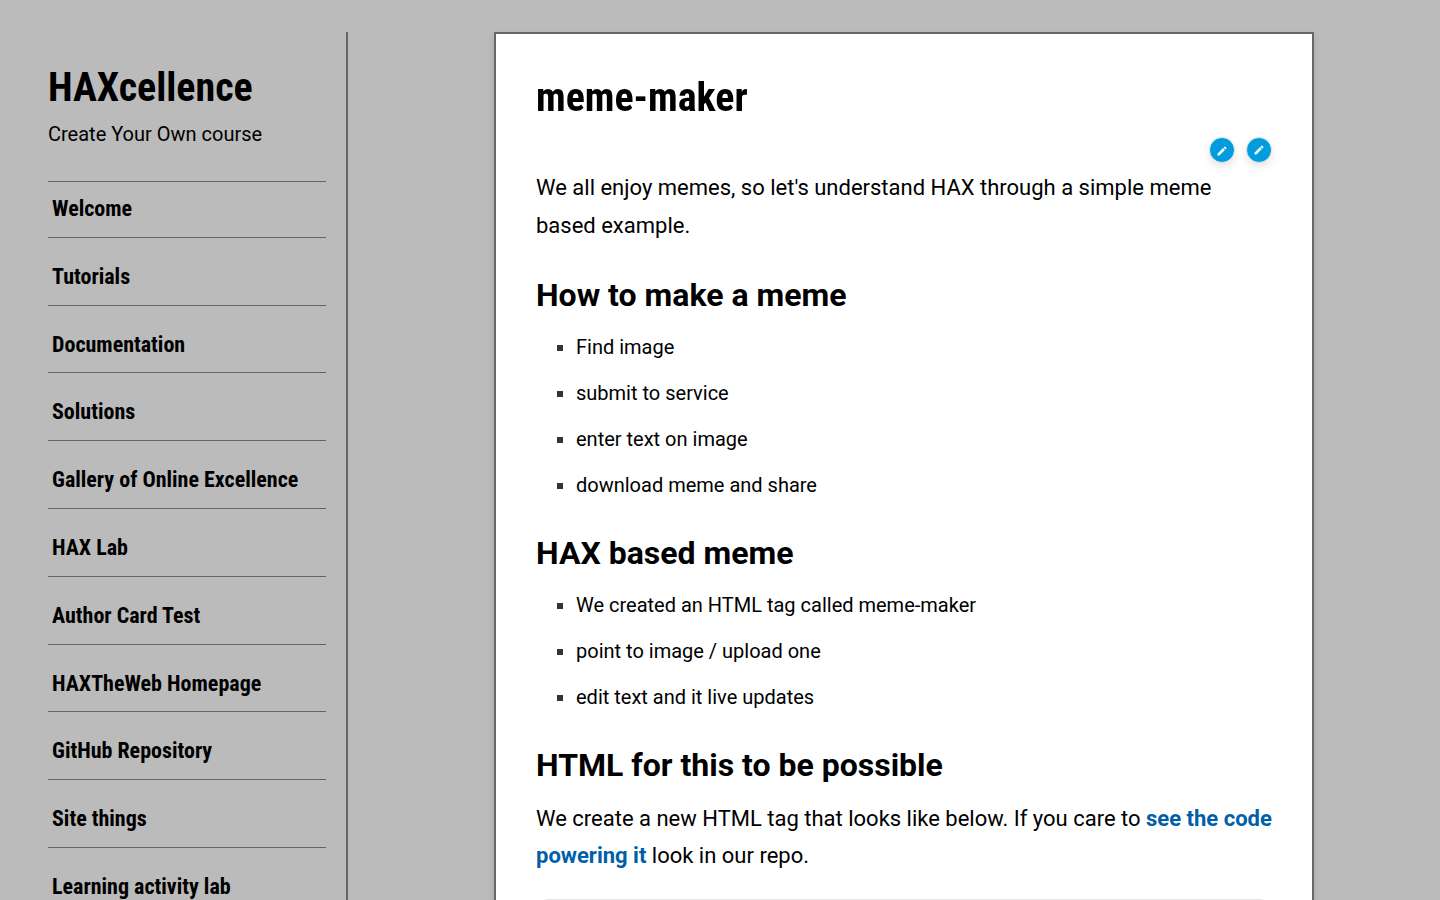 HAXcellence
Create Your Own course
Welcome
Tutorials
Documentation
Solutions
Gallery of Online Excellence
HAX Lab
Author Card Test
HAXTheWeb Homepage
GitHub Repository
Site things
Learning activity lab
meme-maker
We all enjoy memes, so let's understand HAX through a simple meme
based example.
How to make a meme
Find image
submit to service
enter text on image
download meme and share
HAX based meme
We created an HTML tag called meme-maker
point to image / upload one
edit text and it live updates
HTML for this to be possible
We create a new HTML tag that looks like below. If you care to see the code
powering it look in our repo.